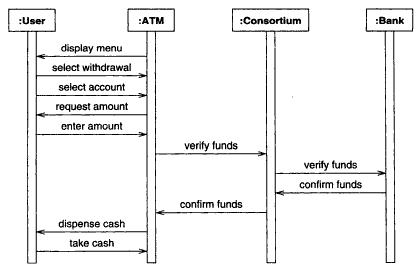 :User :ATM :Consortium :Bank
display menu
select withdrawal
select account
request amount
enter amount
verify funds
verify funds
confirm funds
confirm funds
dispense cash
take cash